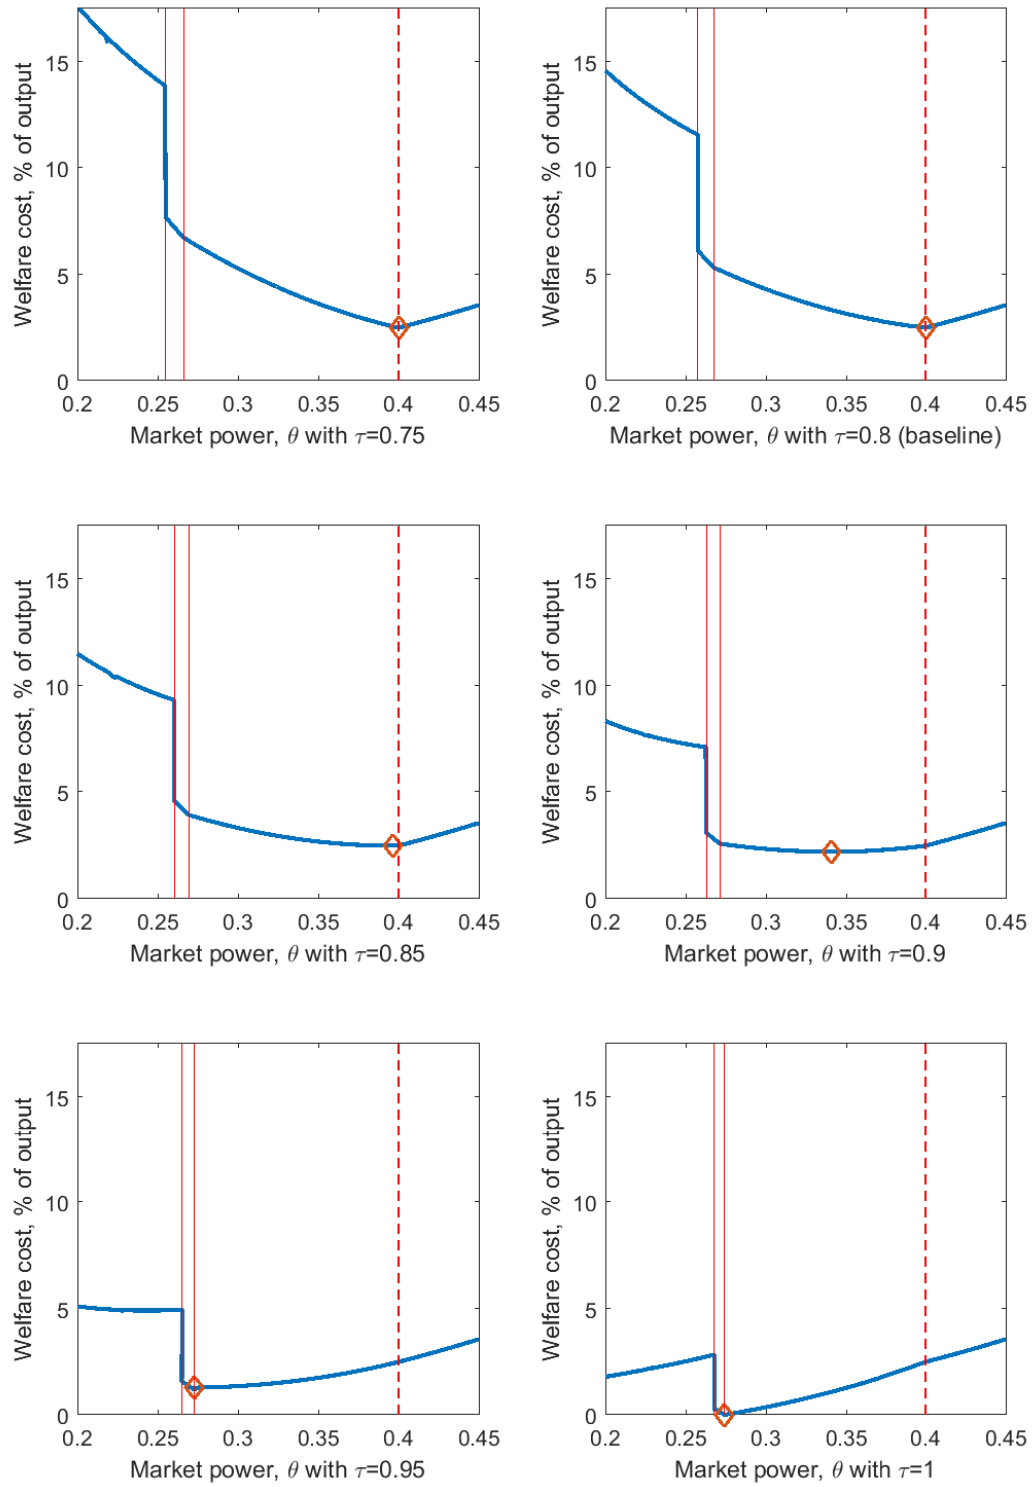 Welfare cost, % of output
15
10
5
0
0.2 0.25 0.3 0.35 0.4 0.45
Market power, θ with τ=0.75
Welfare cost, % of output
15
10
5
0
0.2 0.25 0.3 0.35 0.4 0.45
Market power, θ with τ=0.8 (baseline)
Welfare cost, % of output
15
10
5
0
0.2 0.25 0.3 0.35 0.4 0.45
Market power, θ with τ=0.85
Welfare cost, % of output
15
10
5
0
0.2 0.25 0.3 0.35 0.4 0.45
Market power, θ with τ=0.9
Welfare cost, % of output
15
10
5
0
0.2 0.25 0.3 0.35 0.4 0.45
Market power, θ with τ=0.95
Welfare cost, % of output
15
10
5
0
0.2 0.25 0.3 0.35 0.4 0.45
Market power, θ with τ=1